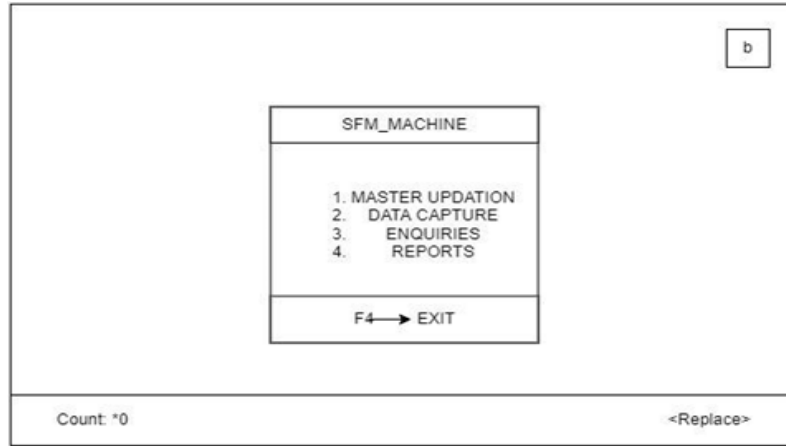 b
SFM_MACHINE
1. MASTER UPDATION
2. DATA CAPTURE
3. ENQUIRIES
4. REPORTS
F4 EXIT
Count: *0 <Replace>